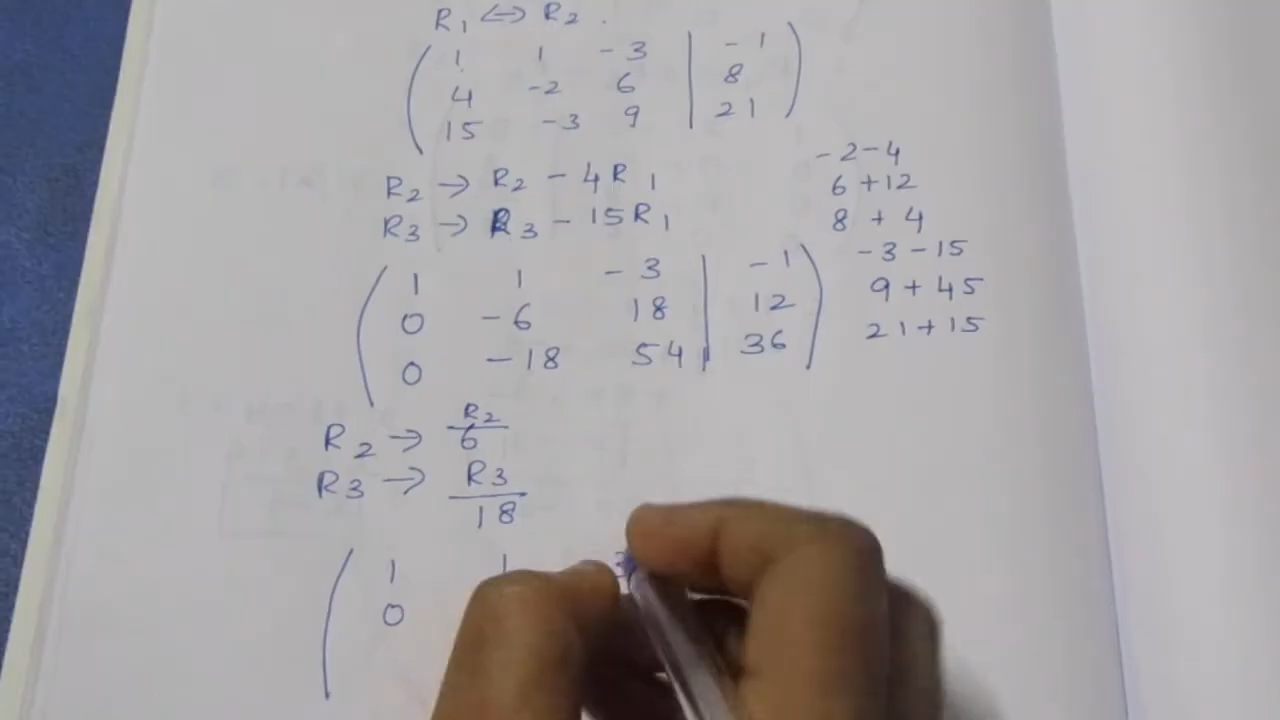 R1 <=> R2 .
1 1 -3 | -1
4 -2 6 | 8
15 -3 9 | 21
R2 → R2 - 4R1
R3 → R3 - 15R1
-2-4
6+12
8+4
-3-15
9+45
21+15
1 1 -3 | -1
0 -6 18 | 12
0 -18 54 | 36
R2 → R2/6
R3 → R3/18
1 1 3
0